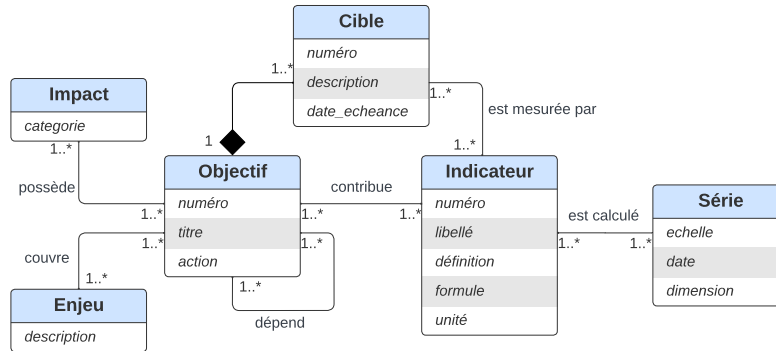 Cible
numéro
1..*
description
1..*
date_echeance
est mesurée par
Impact
categorie
1..*
1
1..*
Objectif
numéro
titre
action
possède
1..*
1..*
couvre
1..*
contribue
1..*
1..*
1..*
1..*
dépend
Indicateur
numéro
libellé
définition
formule
unité
est calculé
1..*
1..*
Série
echelle
date
dimension
Enjeu
description